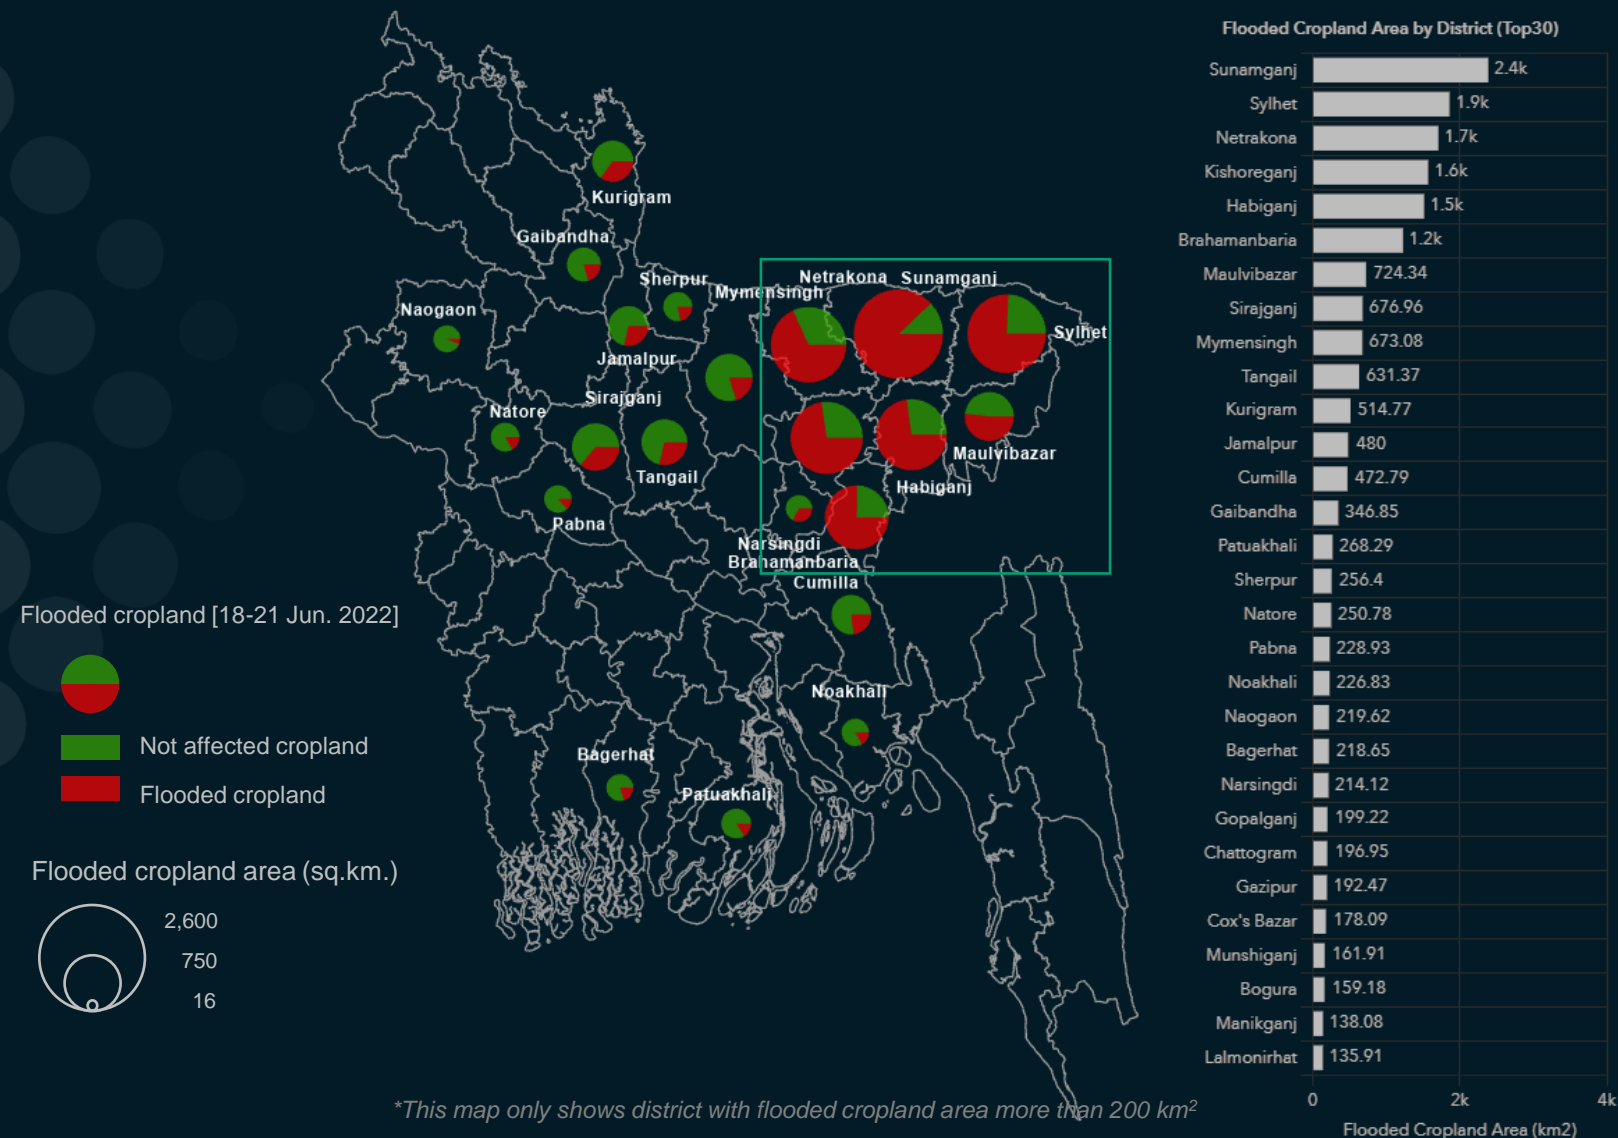 Flooded Cropland Area by District (Top30)
Sunamganj 2.4k
Sylhet 1.9k
Netrakona 1.7k
Kishoreganj 1.6k
Habiganj 1.5k
Brahamanbaria 1.2k
Maulvibazar 724.34
Sirajganj 676.96
Mymensingh 673.08
Tangail 631.37
Kurigram 514.77
Jamalpur 480
Cumilla 472.79
Gaibandha 346.85
Patuakhali 268.29
Sherpur 256.4
Natore 250.78
Pabna 228.93
Noakhali 226.83
Naogaon 219.62
Bagerhat 218.65
Narsingdi 214.12
Gopalganj 199.22
Chattogram 196.95
Gazipur 192.47
Cox's Bazar 178.09
Munshiganj 161.91
Bogura 159.18
Manikganj 138.08
Lalmonirhat 135.91
0 2k 4k
Flooded Cropland Area (km2)
Kurigram
Gaibandha
Sherpur
Netrakona Sunamganj
Mymensingh
Naogaon
Sylhet
Jamalpur
Sirajganj
Natore
Maulvibazar
Tangail
Habiganj
Pabna
Narsingdi
Brahamanbaria
Cumilla
Noakhali
Bagerhat
Patuakhali
Flooded cropland [18-21 Jun. 2022]
Not affected cropland
Flooded cropland
Flooded cropland area (sq.km.)
2,600
750
16
*This map only shows district with flooded cropland area more than 200 km²